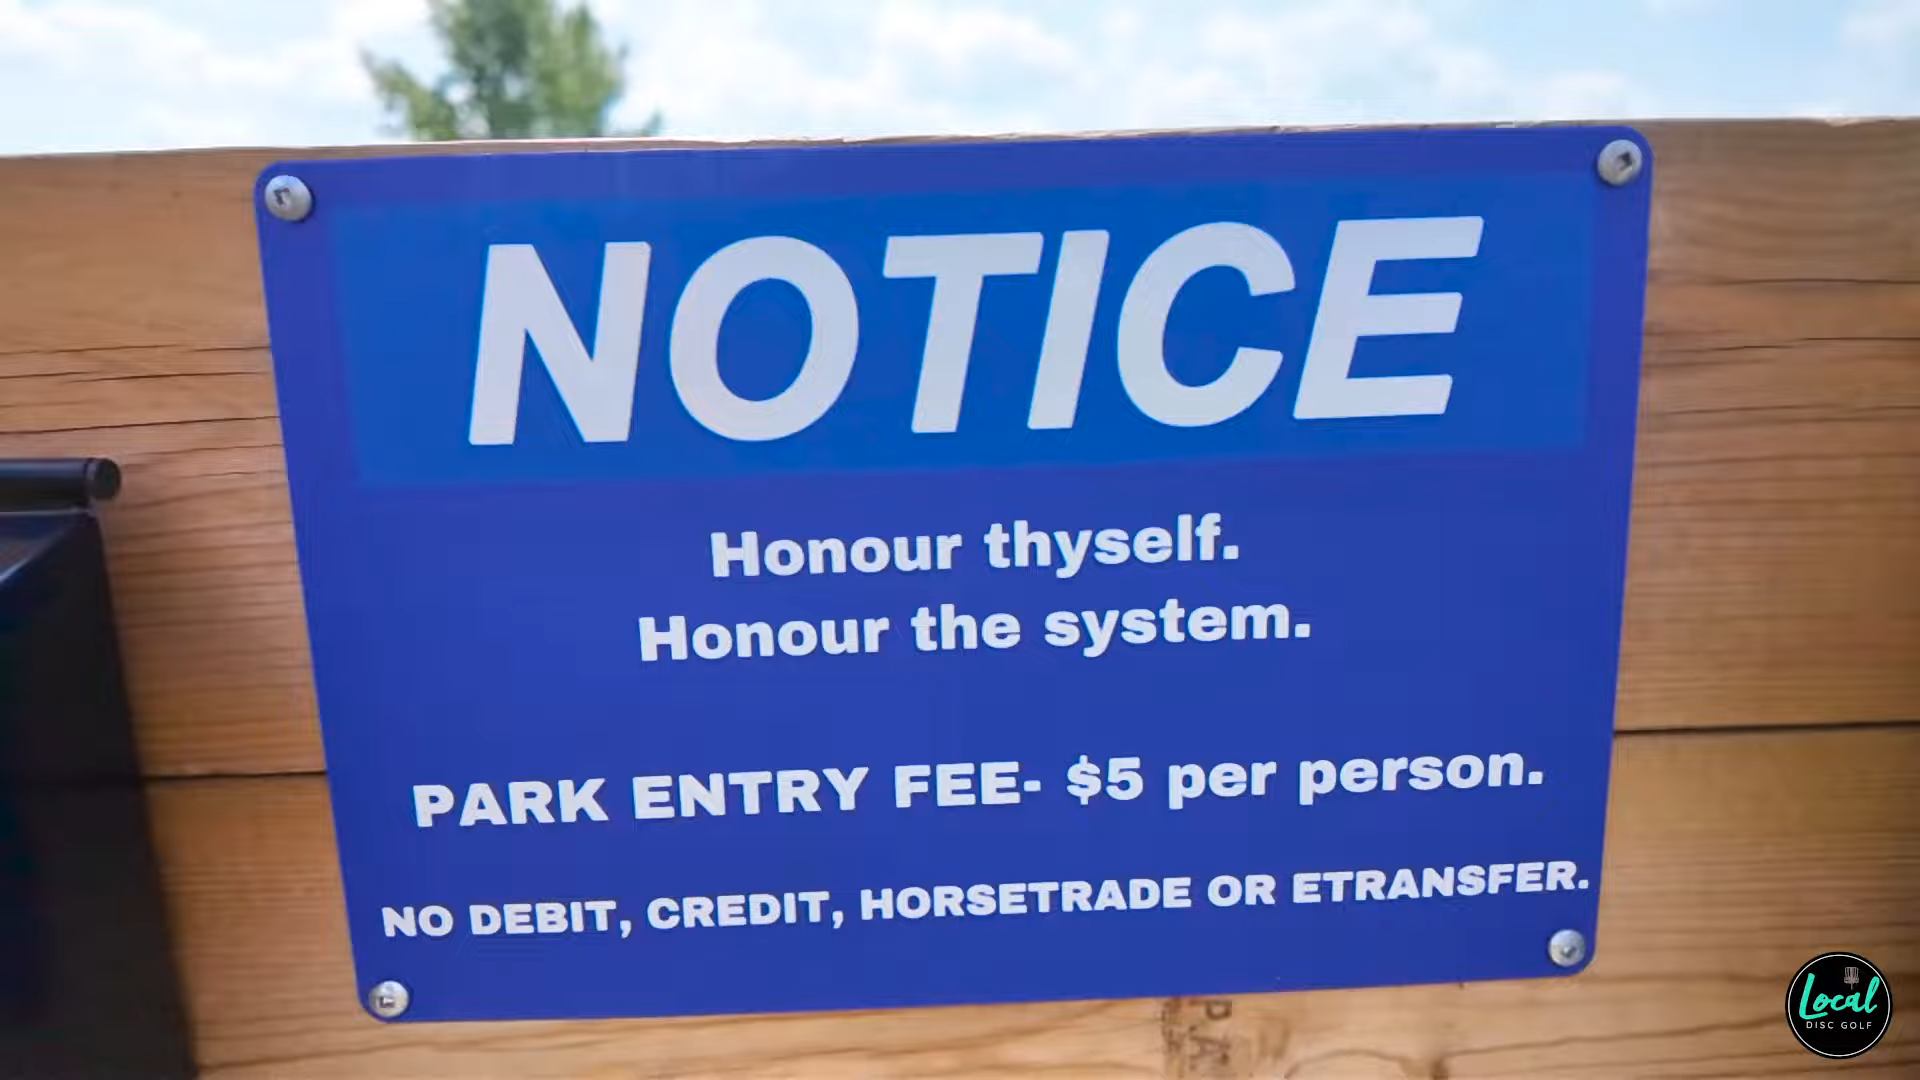 NOTICE
Honour thyself.
Honour the system.
PARK ENTRY FEE- $5 per person.
NO DEBIT, CREDIT, HORSETRADE OR ETRANSFER.
Local
DISC GOLF